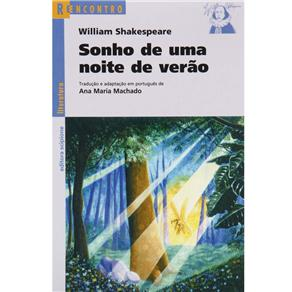 REENCONTRO
literatura
William Shakespeare
Sonho de uma
noite de verão
Tradução e adaptação em português de
Ana Maria Machado
editora scipione